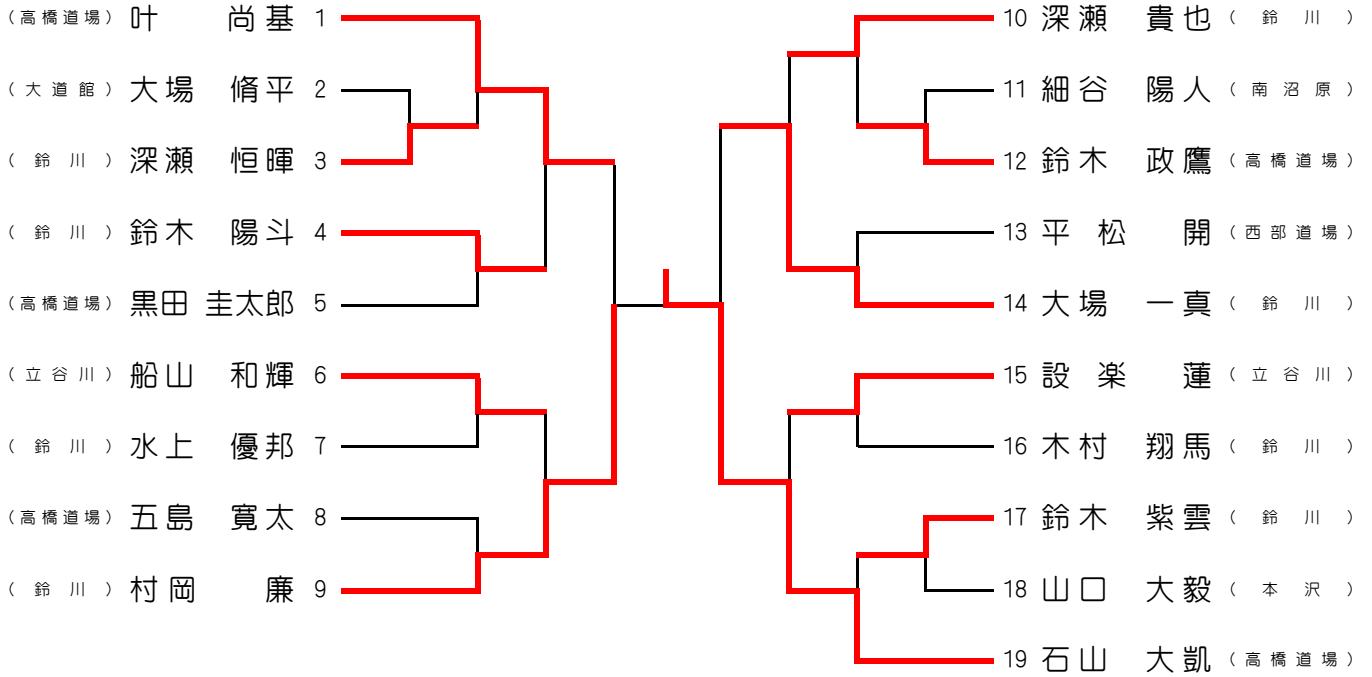 （高橋道場） 叶 尚基 1
（大道館） 大場 脩平 2
（鈴川） 深瀬 恒暉 3
（鈴川） 鈴木 陽斗 4
（高橋道場） 黒田 圭太郎 5
（立谷川） 船山 和輝 6
（鈴川） 水上 優邦 7
（高橋道場） 五島 寛太 8
（鈴川） 村岡 廉 9
10 深瀬 貴也 （鈴川）
11 細谷 陽人 （南沼原）
12 鈴木 政鷹 （高橋道場）
13 平松 開 （西部道場）
14 大場 一真 （鈴川）
15 設楽 蓮 （立谷川）
16 木村 翔馬 （鈴川）
17 鈴木 紫雲 （鈴川）
18 山口 大毅 （本沢）
19 石山 大凱 （高橋道場）